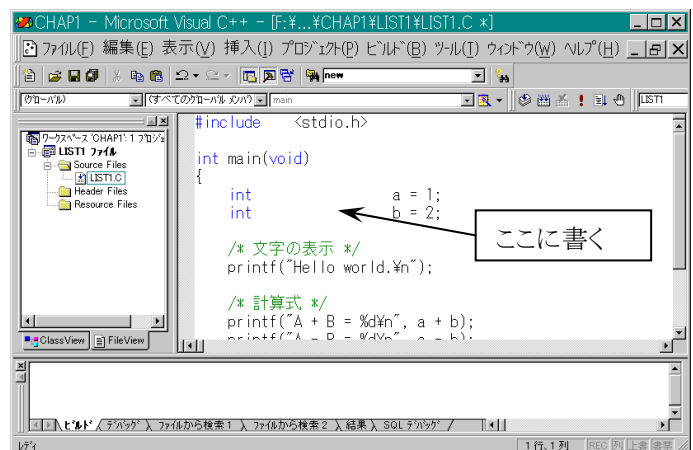 CHAP1 - Microsoft Visual C++ - [F:¥...¥CHAP1¥LIST1¥LIST1.C *]
ファイル(F) 編集(E) 表示(V) 挿入(I) プロジェクト(P) ビルド(B) ツール(T) ウィンドウ(W) ヘルプ(H)
new
(グローバル) (すべてのグローバル メンバ) main LIST1
ワークスペース 'CHAP1': 1 プロジェ
LIST1 ファイル
Source Files
LIST1.C
Header Files
Resource Files
ClassView FileView
#include <stdio.h>
int main(void)
{
int a = 1;
int b = 2;
/* 文字の表示 */
printf("Hello world.¥n");
/* 計算式 */
printf("A + B = %d¥n", a + b);
printf("A - B = %d¥n", a - b);
ここに書く
ビルド デバッグ ファイルから検索 1 ファイルから検索 2 結果 SQL デバッグ
レディ 1 行、1 列 REC 列 上書 書禁